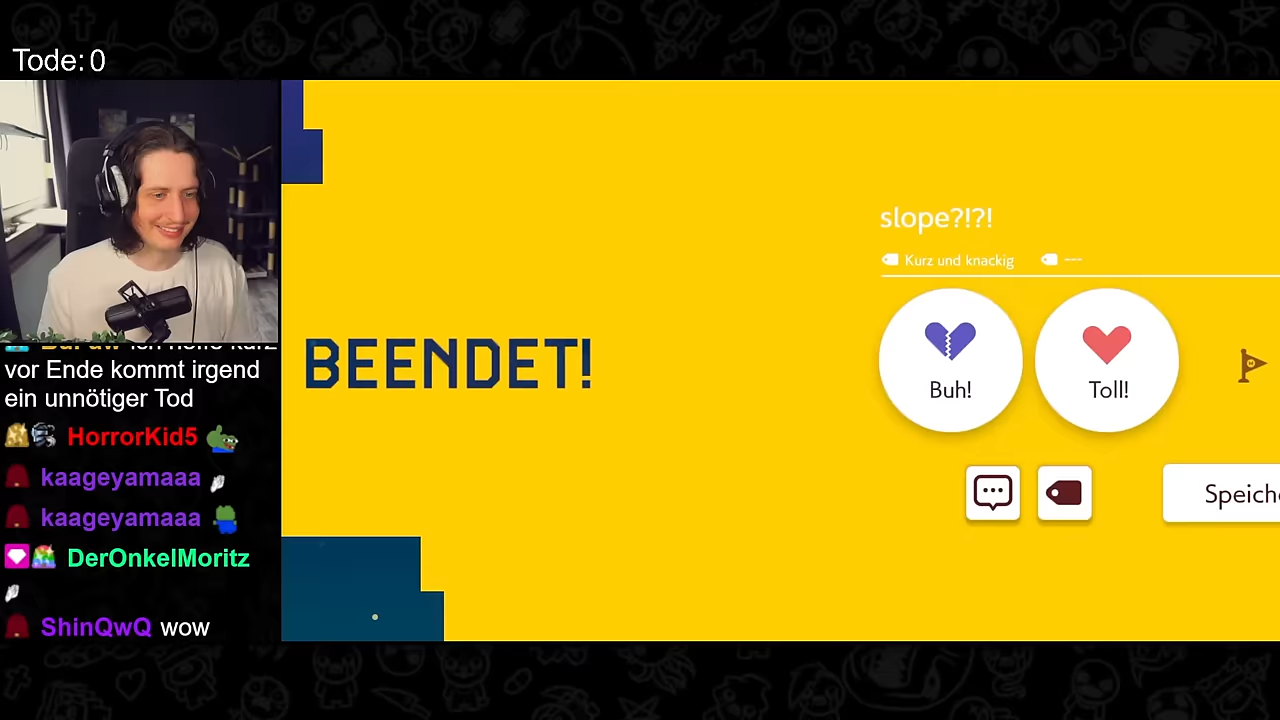 Tode: 0
vor Ende kommt irgend
ein unnötiger Tod
HorrorKid5
kaageyamaaa
kaageyamaaa
DerOnkelMoritz
ShinQwQ wow
BEENDET!
slope?!?!
Kurz und knackig ---
Buh! Toll!
Speiche